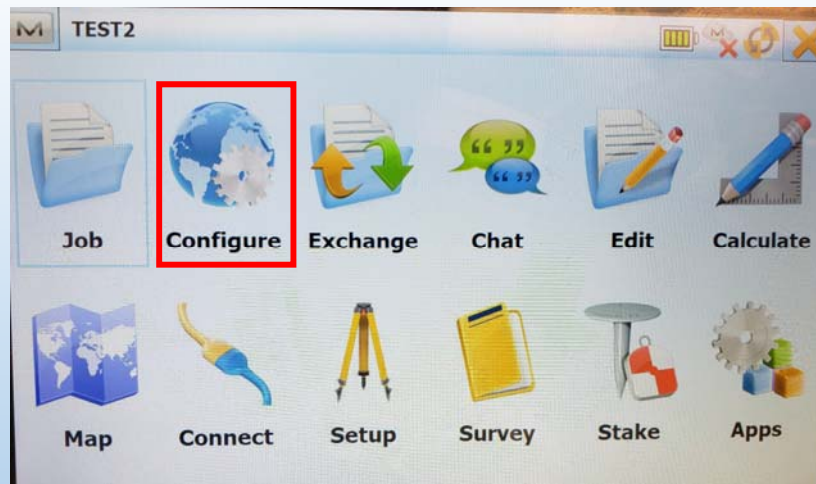 TEST2
Job Configure Exchange Chat Edit Calculate
Map Connect Setup Survey Stake Apps